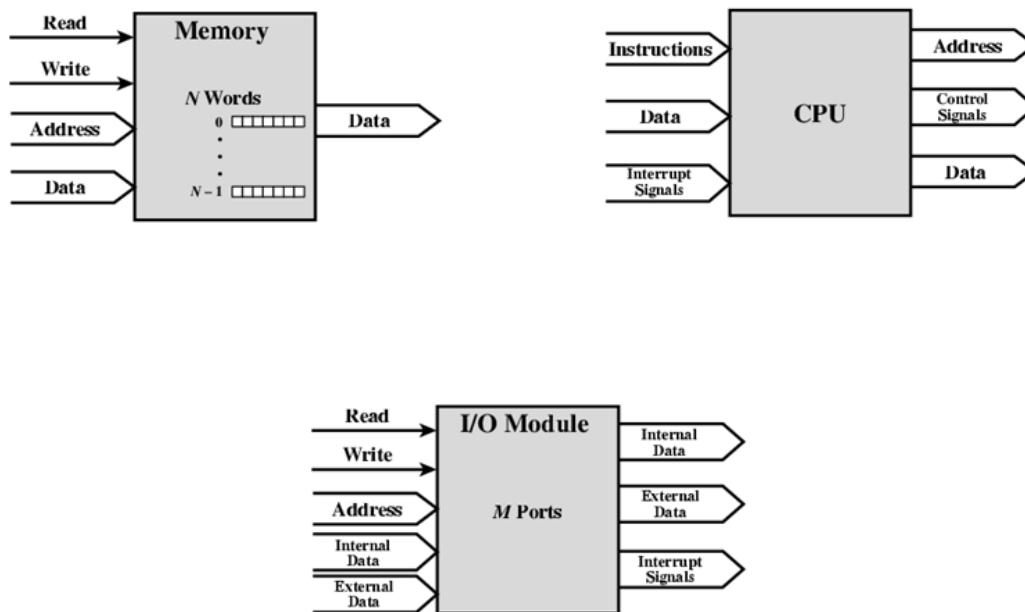 Read
Write
Address
Data
Memory
N Words
0
N – 1
Data
Instructions
Data
Interrupt
Signals
CPU
Address
Control
Signals
Data
Read
Write
Address
Internal
Data
External
Data
I/O Module
M Ports
Internal
Data
External
Data
Interrupt
Signals